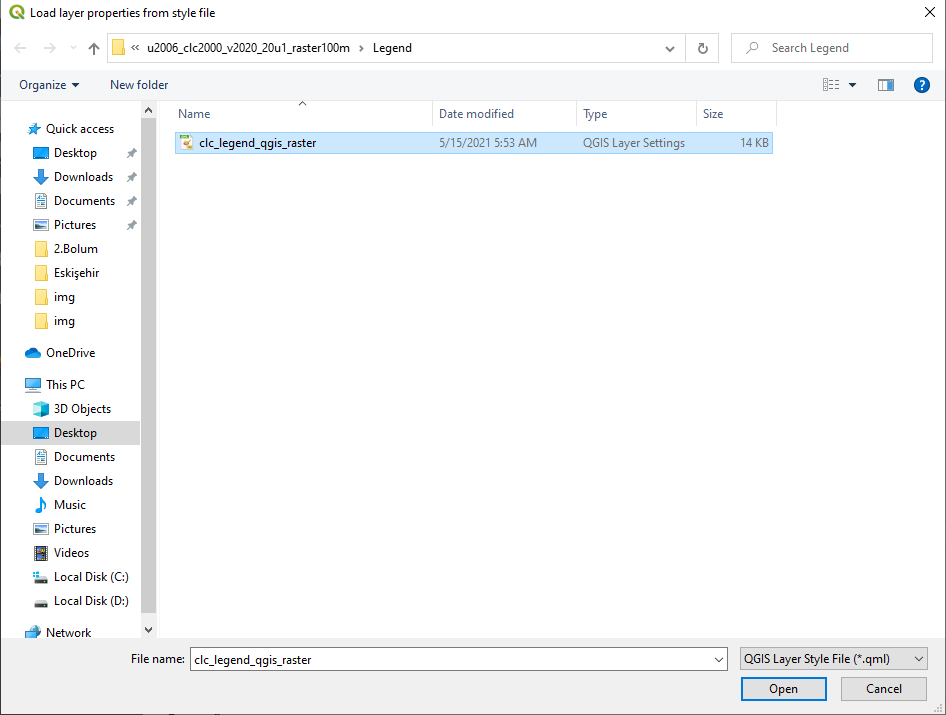 Load layer properties from style file
« u2006_clc2000_v2020_20u1_raster100m > Legend
Search Legend
Organize
New folder
Name
Date modified
Type
Size
clc_legend_qgis_raster
5/15/2021 5:53 AM
QGIS Layer Settings
14 KB
Quick access
Desktop
Downloads
Documents
Pictures
2.Bolum
Eskişehir
img
img
OneDrive
This PC
3D Objects
Desktop
Documents
Downloads
Music
Pictures
Videos
Local Disk (C:)
Local Disk (D:)
Network
File name: clc_legend_qgis_raster
QGIS Layer Style File (*.qml)
Open
Cancel